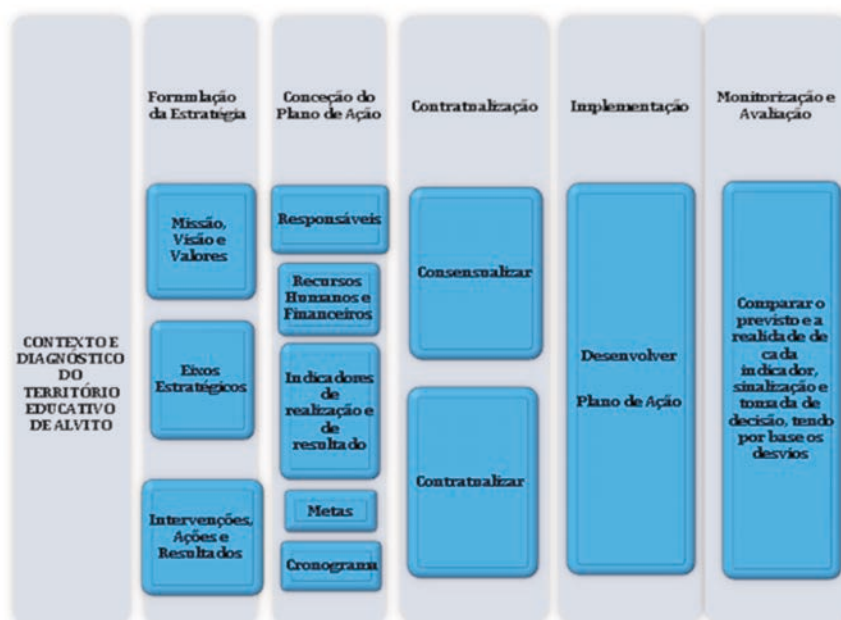 CONTEXTO E
DIAGNÓSTICO
DO
TERRITÓRIO
EDUCATIVO
DE ALVITO
Formulação
da Estratégia
Missão,
Visão e
Valores
Eixos
Estratégicos
Intervenções,
Ações e
Resultados
Conceção do
Plano de Ação
Responsáveis
Recursos
Humanos e
Financeiros
Indicadores
de
realização e
de
resultado
Metas
Cronograma
Contratualização
Consensualizar
Contratualizar
Implementação
Desenvolver
Plano de Ação
Monitorização e
Avaliação
Comparar o
previsto e a
realidade de
cada
indicador,
sinalização e
tomada de
decisão, tendo
por base os
desvios